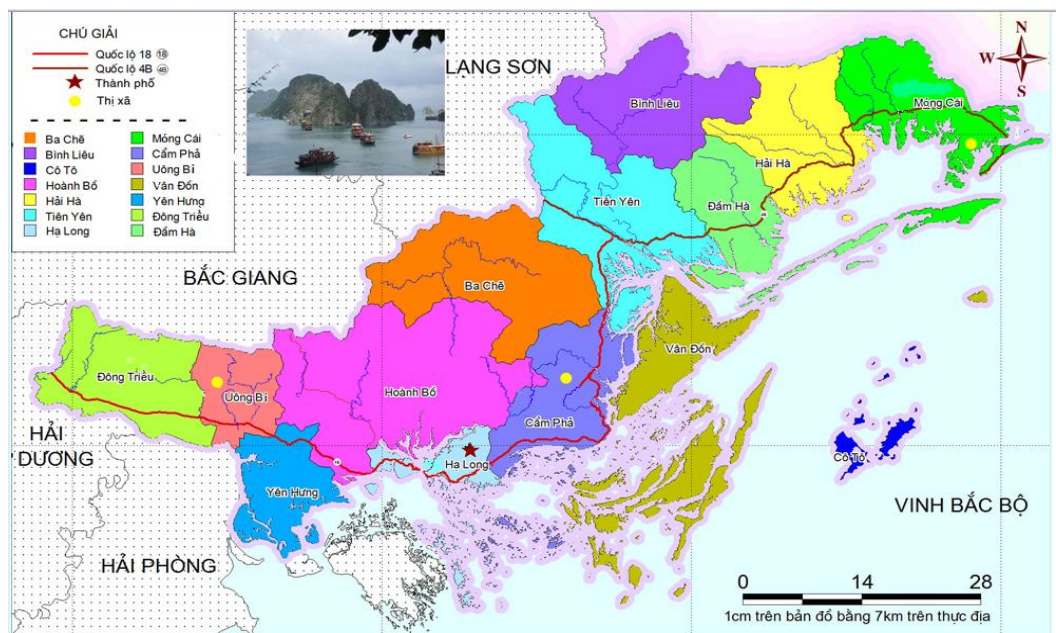 CHÚ GIẢI
Quốc lộ 18 18
Quốc lộ 4B 4B
Thành phố
Thị xã
Ba Chẽ
Bình Liêu
Cô Tô
Hoành Bồ
Hải Hà
Tiên Yên
Hạ Long
Móng Cái
Cẩm Phả
Uông Bí
Vân Đồn
Yên Hưng
Đông Triều
Đầm Hà
LẠNG SƠN
N
W
E
S
Bình Liêu
Móng Cái
Hải Hà
Tiên Yên
Đầm Hà
BẮC GIANG
Ba Chẽ
Vân Đồn
Đông Triều
Uông Bí
Hoành Bồ
Cẩm Phả
HẢI
DƯƠNG
Hạ Long
Cô Tô
Yên Hưng
VINH BẮC BỘ
HẢI PHÒNG
0 14 28
1cm trên bản đồ bằng 7km trên thực địa